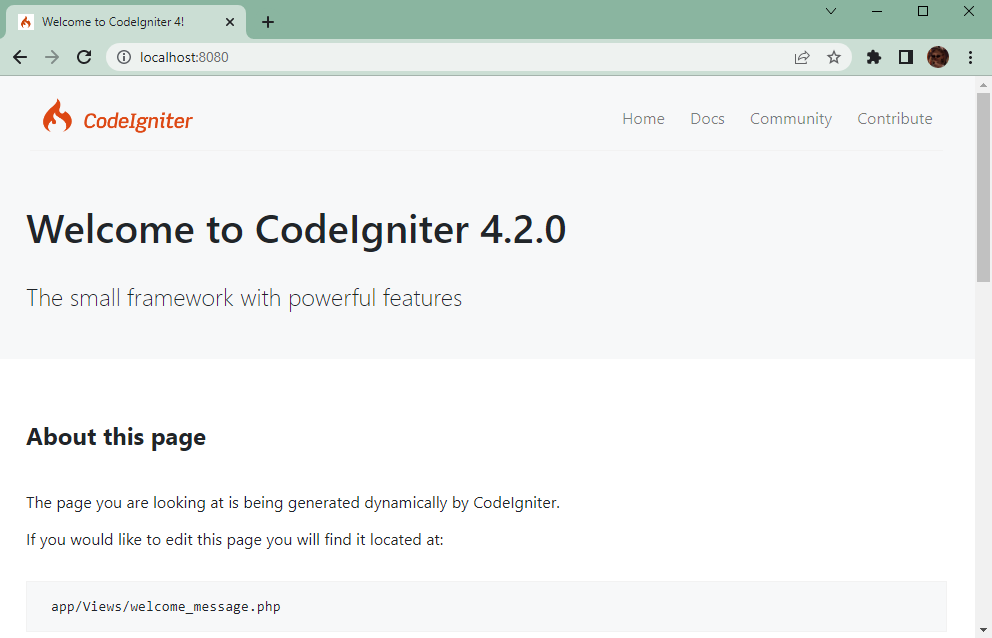 Welcome to CodeIgniter 4!
localhost:8080
CodeIgniter
Home Docs Community Contribute
Welcome to CodeIgniter 4.2.0
The small framework with powerful features
About this page
The page you are looking at is being generated dynamically by CodeIgniter.
If you would like to edit this page you will find it located at:
app/Views/welcome_message.php